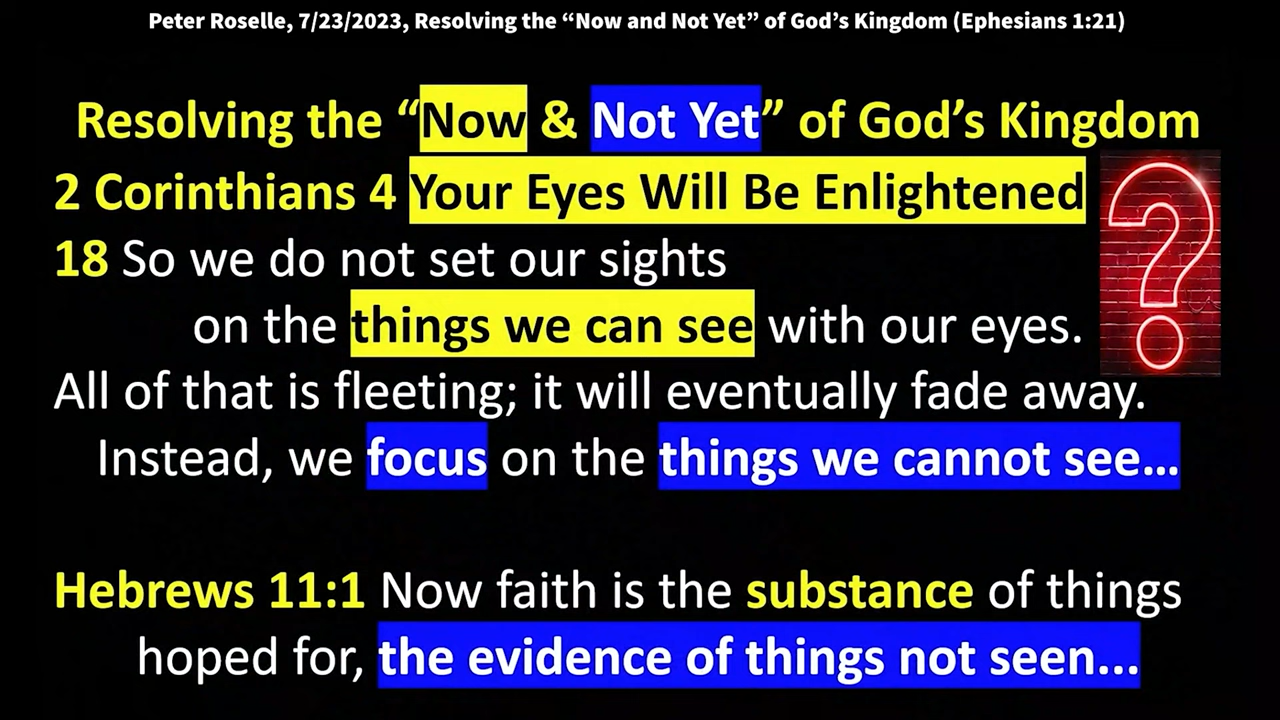 Peter Roselle, 7/23/2023, Resolving the “Now and Not Yet” of God’s Kingdom (Ephesians 1:21)
Resolving the “Now & Not Yet” of God’s Kingdom
2 Corinthians 4 Your Eyes Will Be Enlightened
18 So we do not set our sights
on the things we can see with our eyes.
All of that is fleeting; it will eventually fade away.
Instead, we focus on the things we cannot see...
Hebrews 11:1 Now faith is the substance of things
hoped for, the evidence of things not seen...